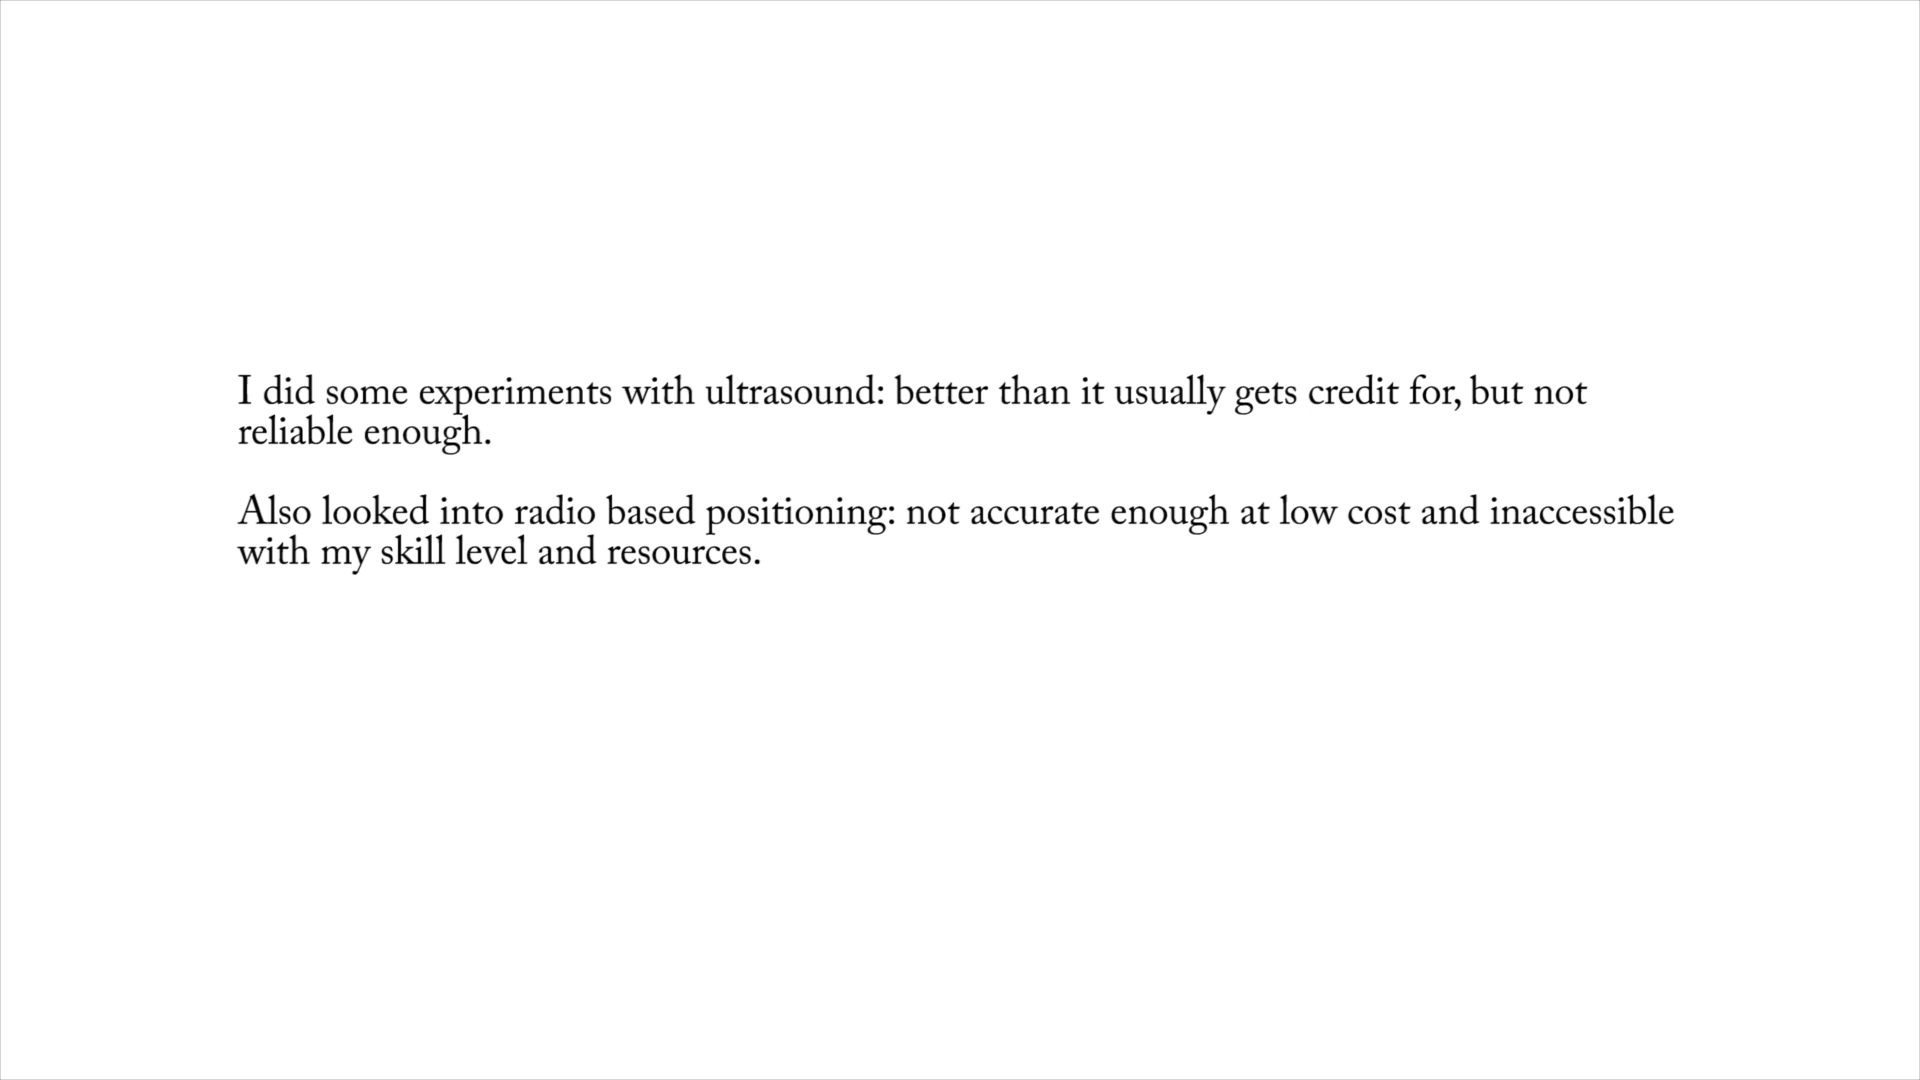 I did some experiments with ultrasound: better than it usually gets credit for, but not
reliable enough.
Also looked into radio based positioning: not accurate enough at low cost and inaccessible
with my skill level and resources.